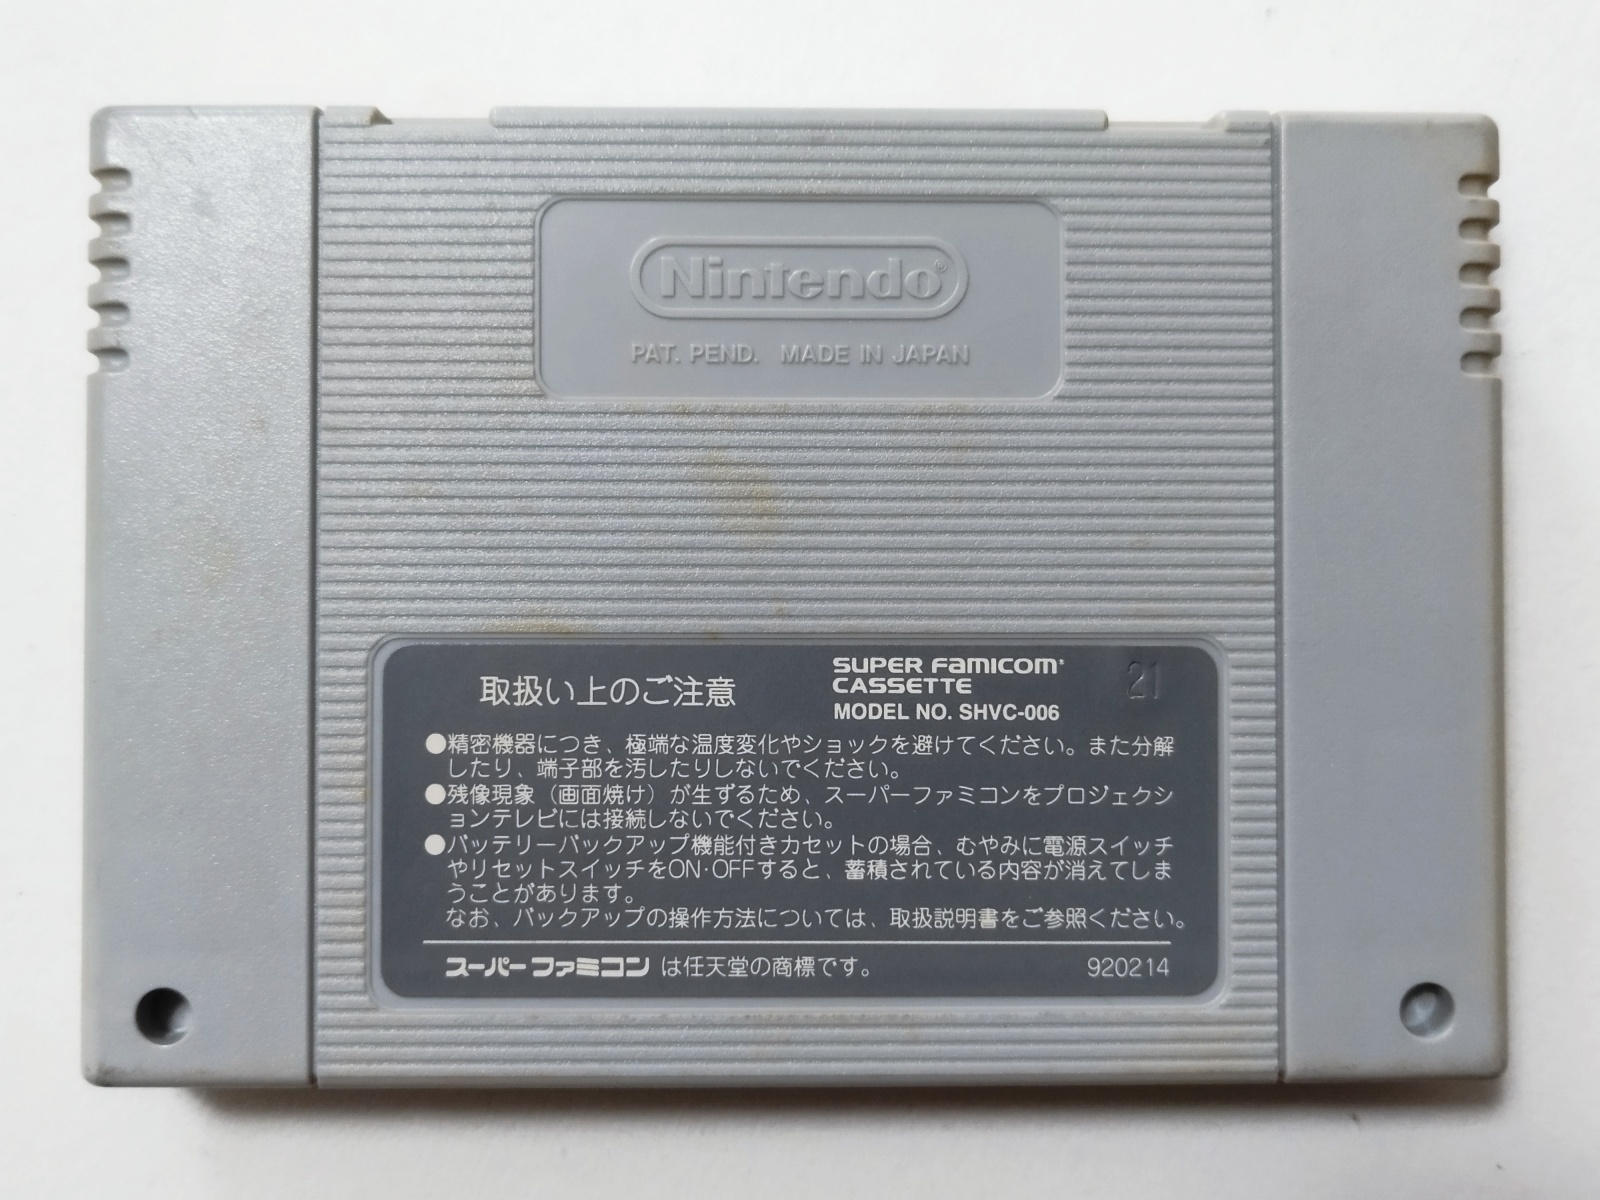 Nintendo®
PAT. PEND. MADE IN JAPAN
取扱い上のご注意
SUPER FAMICOM
CASSETTE
MODEL NO. SHVC-006
21
●精密機器につき、極端な温度変化やショックを避けてください。また分解
したり、端子部を汚したりしないでください。
●残像現象（画面焼け）が生ずるため、スーパーファミコンをプロジェクシ
ョンテレビには接続しないでください。
●バッテリーバックアップ機能付きカセットの場合、むやみに電源スイッチ
やリセットスイッチをON·OFFすると、蓄積されている内容が消えてしま
うことがあります。
なお、バックアップの操作方法については、取扱説明書をご参照ください。
スーパーファミコンは任天堂の商標です。
920214